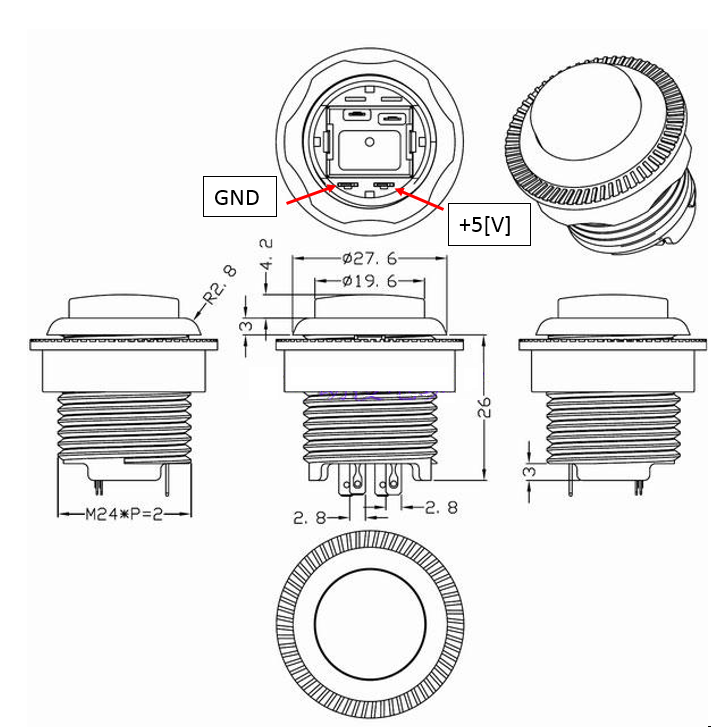 GND
+5[V]
4. 2
ø27. 6
ø19. 6
R2. 8
3
26
3
M24*P=2
2. 8
2. 8